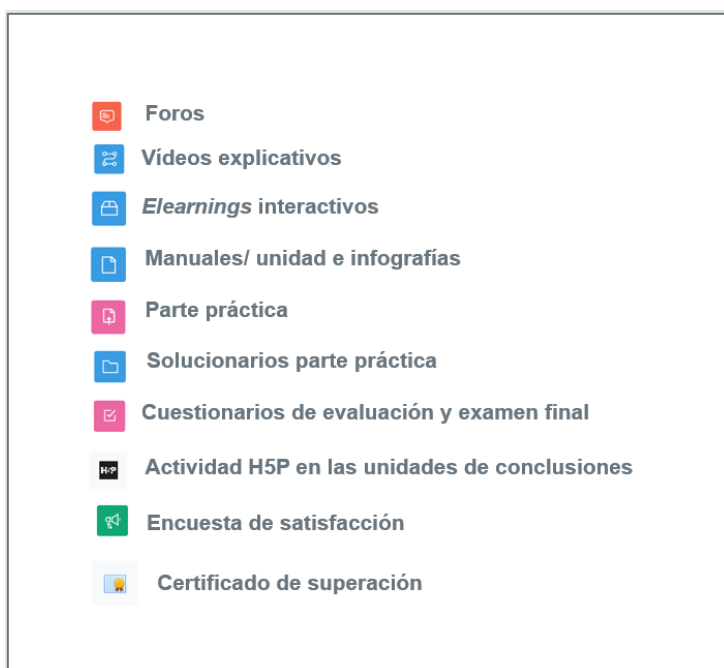 Foros
Vídeos explicativos
Elearnings interactivos
Manuales/ unidad e infografías
Parte práctica
Solucionarios parte práctica
Cuestionarios de evaluación y examen final
H5P Actividad H5P en las unidades de conclusiones
Encuesta de satisfacción
Certificado de superación